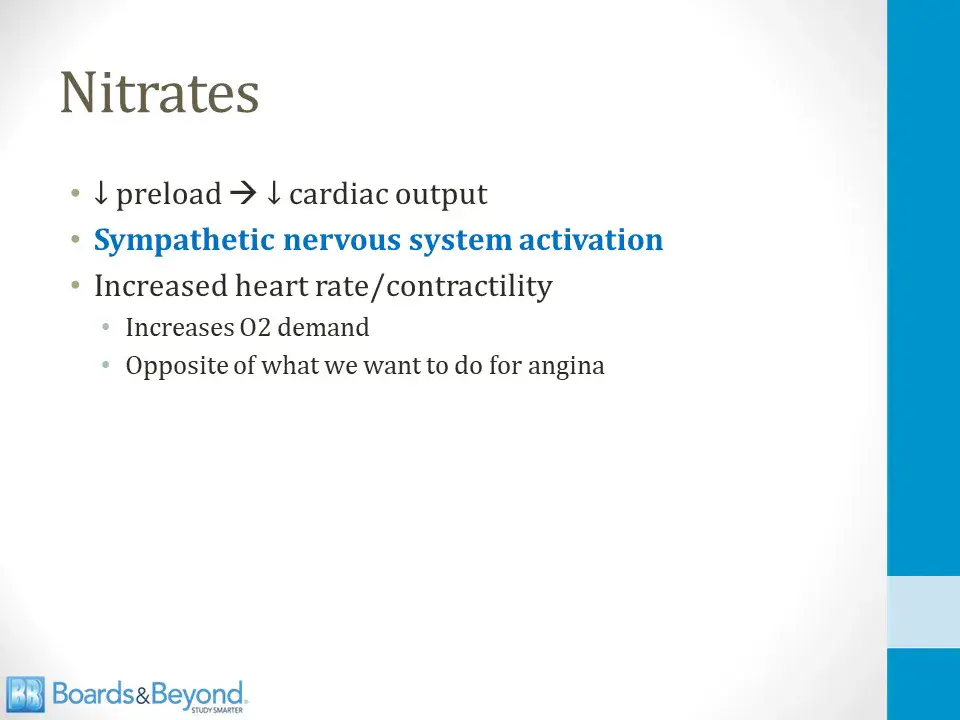 Nitrates
• ↓ preload → ↓ cardiac output
• Sympathetic nervous system activation
• Increased heart rate/contractility
• Increases O2 demand
• Opposite of what we want to do for angina
BB Boards&Beyond.
STUDY SMARTER